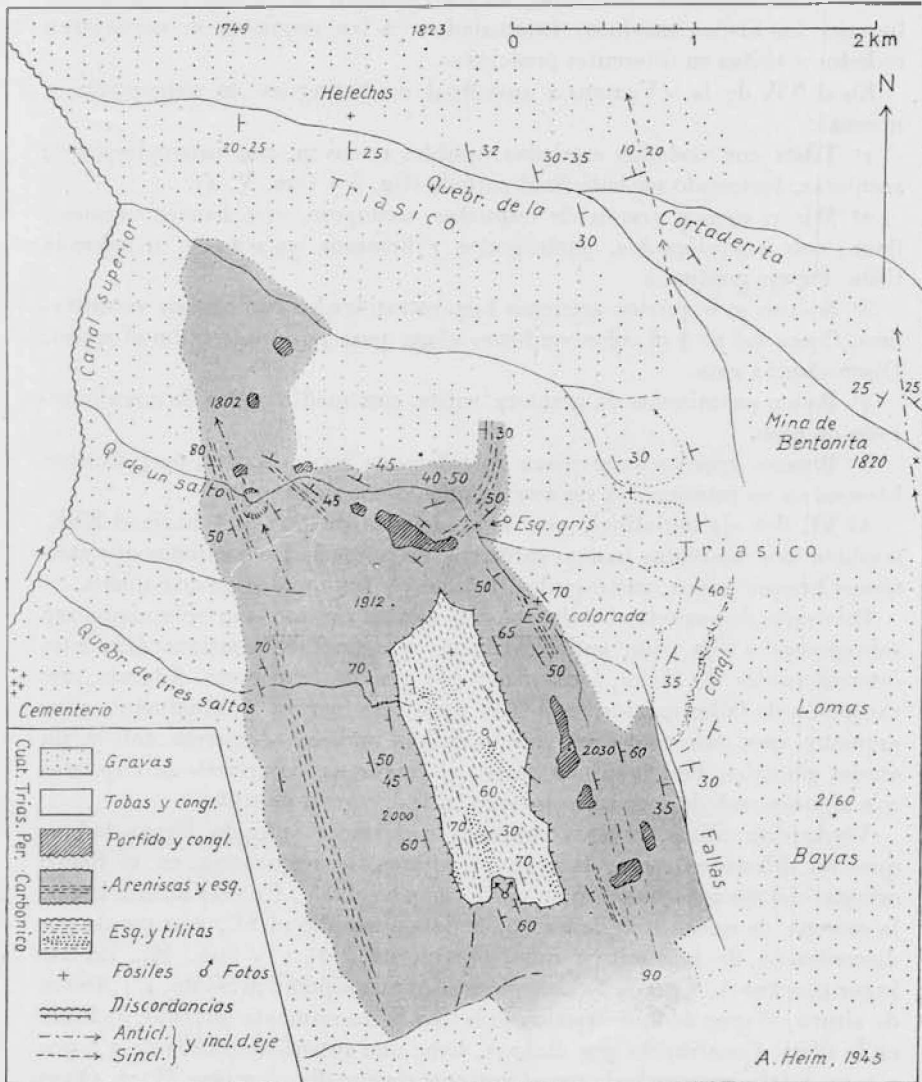 1749
1823
0 1 2 km
N
Helechos
20-25
25
32
30-35
10-20
Quebr. de la
Cortaderita
Triásico
30
Canal superior
25
25
Mina de
Bentonita
1820
1802
80
Q. de un salto
45
40-50
30
30
45
50
50
Esq. gris
Triasico
50
70
40
1912
Esq. colorada
65
50
congl.
35
Quebr. de tres saltos
70
70
Cementerio
Lomas
50
45
2030
60
60
30
2000
35
2160
Bayas
60
70
30
70
Fallas
60
90
Cuat. Trias. Per. Carbonico
Gravas
Tobas y congl.
Porfido y congl.
Areniscas y esq.
Esq. y tilitas
Fósiles
Fotos
Discordancias
Anticl.
Sincl.
y incl. d. eje
A. Heim, 1945